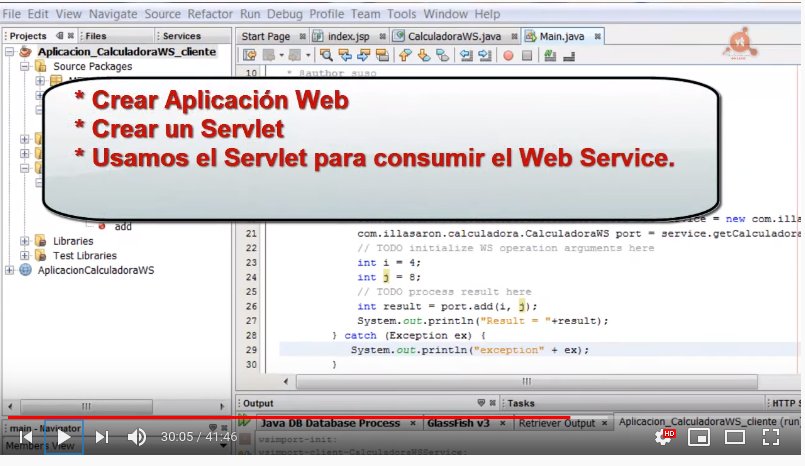 File Edit View Navigate Source Refactor Run Debug Profile Team Tools Window Help
Projects Files Services
Start Page index.jsp CalculadoraWS.java Main.java
Aplicacion_CalculadoraWS_cliente
Source Packages
10 * @author suso
* Crear Aplicación Web
* Crear un Servlet
* Usamos el Servlet para consumir el Web Service.
= new com.illa
add
21 com.illasaron.calculadora.CalculadoraWS port = service.getCalculadora
22 // TODO initialize WS operation arguments here
23 int i = 4;
24 int j = 8;
25 // TODO process result here
26 int result = port.add(i, j);
27 System.out.println("Result = "+result);
28 } catch (Exception ex) {
29 System.out.println("exception" + ex);
30 }
Libraries
Test Libraries
AplicacionCalculadoraWS
Output Tasks HTTP S
main - Navigator
Java DB Database Process GlassFish v3 Retriever Output Aplicacion_CalculadoraWS_cliente (run)
Members View
wsimport-init:
wsimport-client-CalculadoraWSService:
30:05 / 41:46
HD